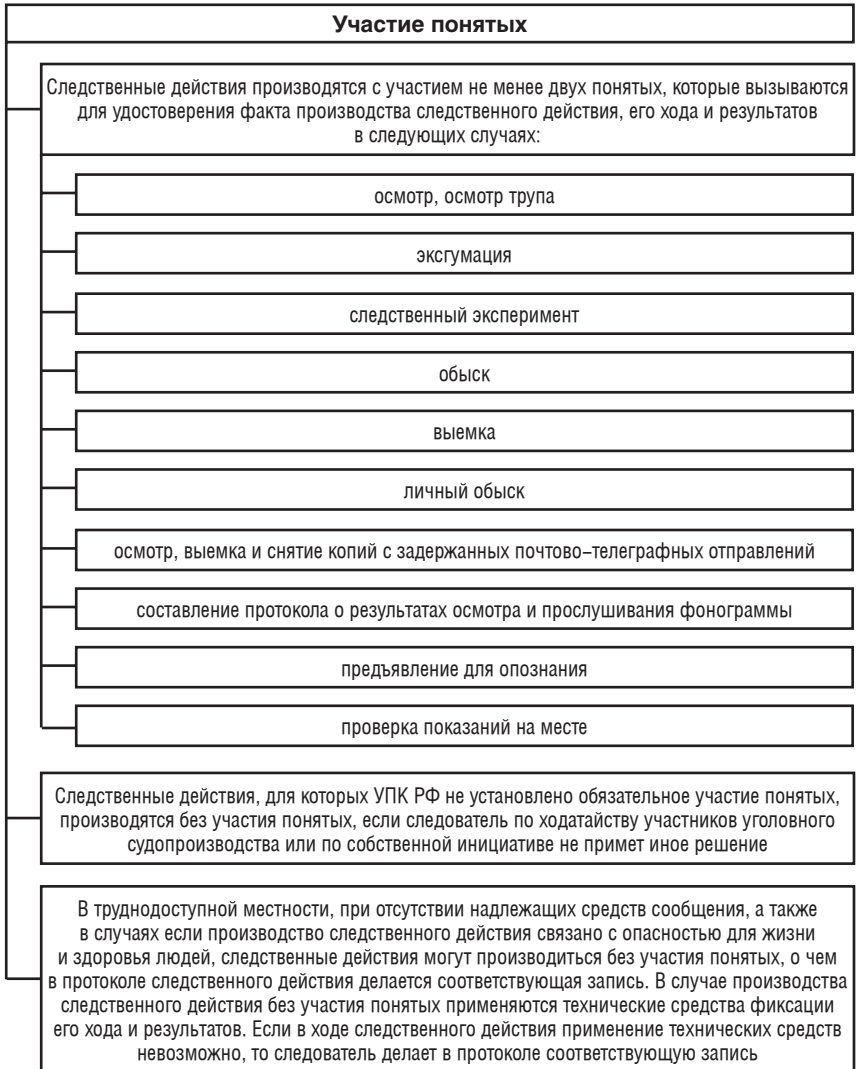 Участие понятых
Следственные действия производятся с участием не менее двух понятых, которые вызываются
для удостоверения факта производства следственного действия, его хода и результатов
в следующих случаях:
осмотр, осмотр трупа
эксгумация
следственный эксперимент
обыск
выемка
личный обыск
осмотр, выемка и снятие копий с задержанных почтово–телеграфных отправлений
составление протокола о результатах осмотра и прослушивания фонограммы
предъявление для опознания
проверка показаний на месте
Следственные действия, для которых УПК РФ не установлено обязательное участие понятых,
производятся без участия понятых, если следователь по ходатайству участников уголовного
судопроизводства или по собственной инициативе не примет иное решение
В труднодоступной местности, при отсутствии надлежащих средств сообщения, а также
в случаях если производство следственного действия связано с опасностью для жизни
и здоровья людей, следственные действия могут производиться без участия понятых, о чем
в протоколе следственного действия делается соответствующая запись. В случае производства
следственного действия без участия понятых применяются технические средства фиксации
его хода и результатов. Если в ходе следственного действия применение технических средств
невозможно, то следователь делает в протоколе соответствующую запись